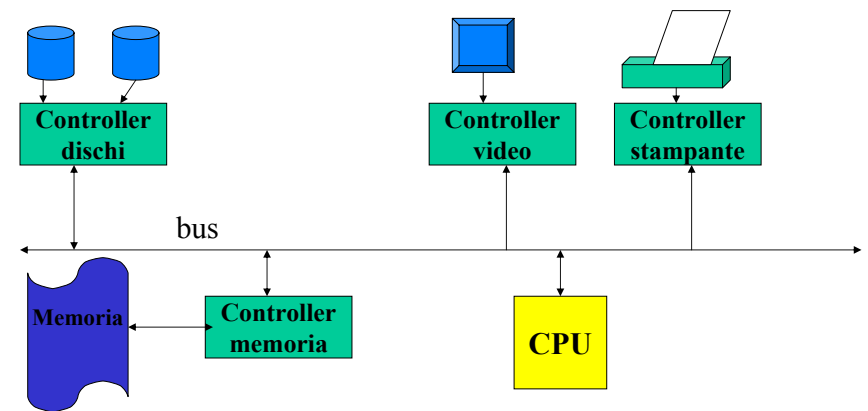 Controller
dischi
Controller
video
Controller
stampante
bus
Memoria
Controller
memoria
CPU